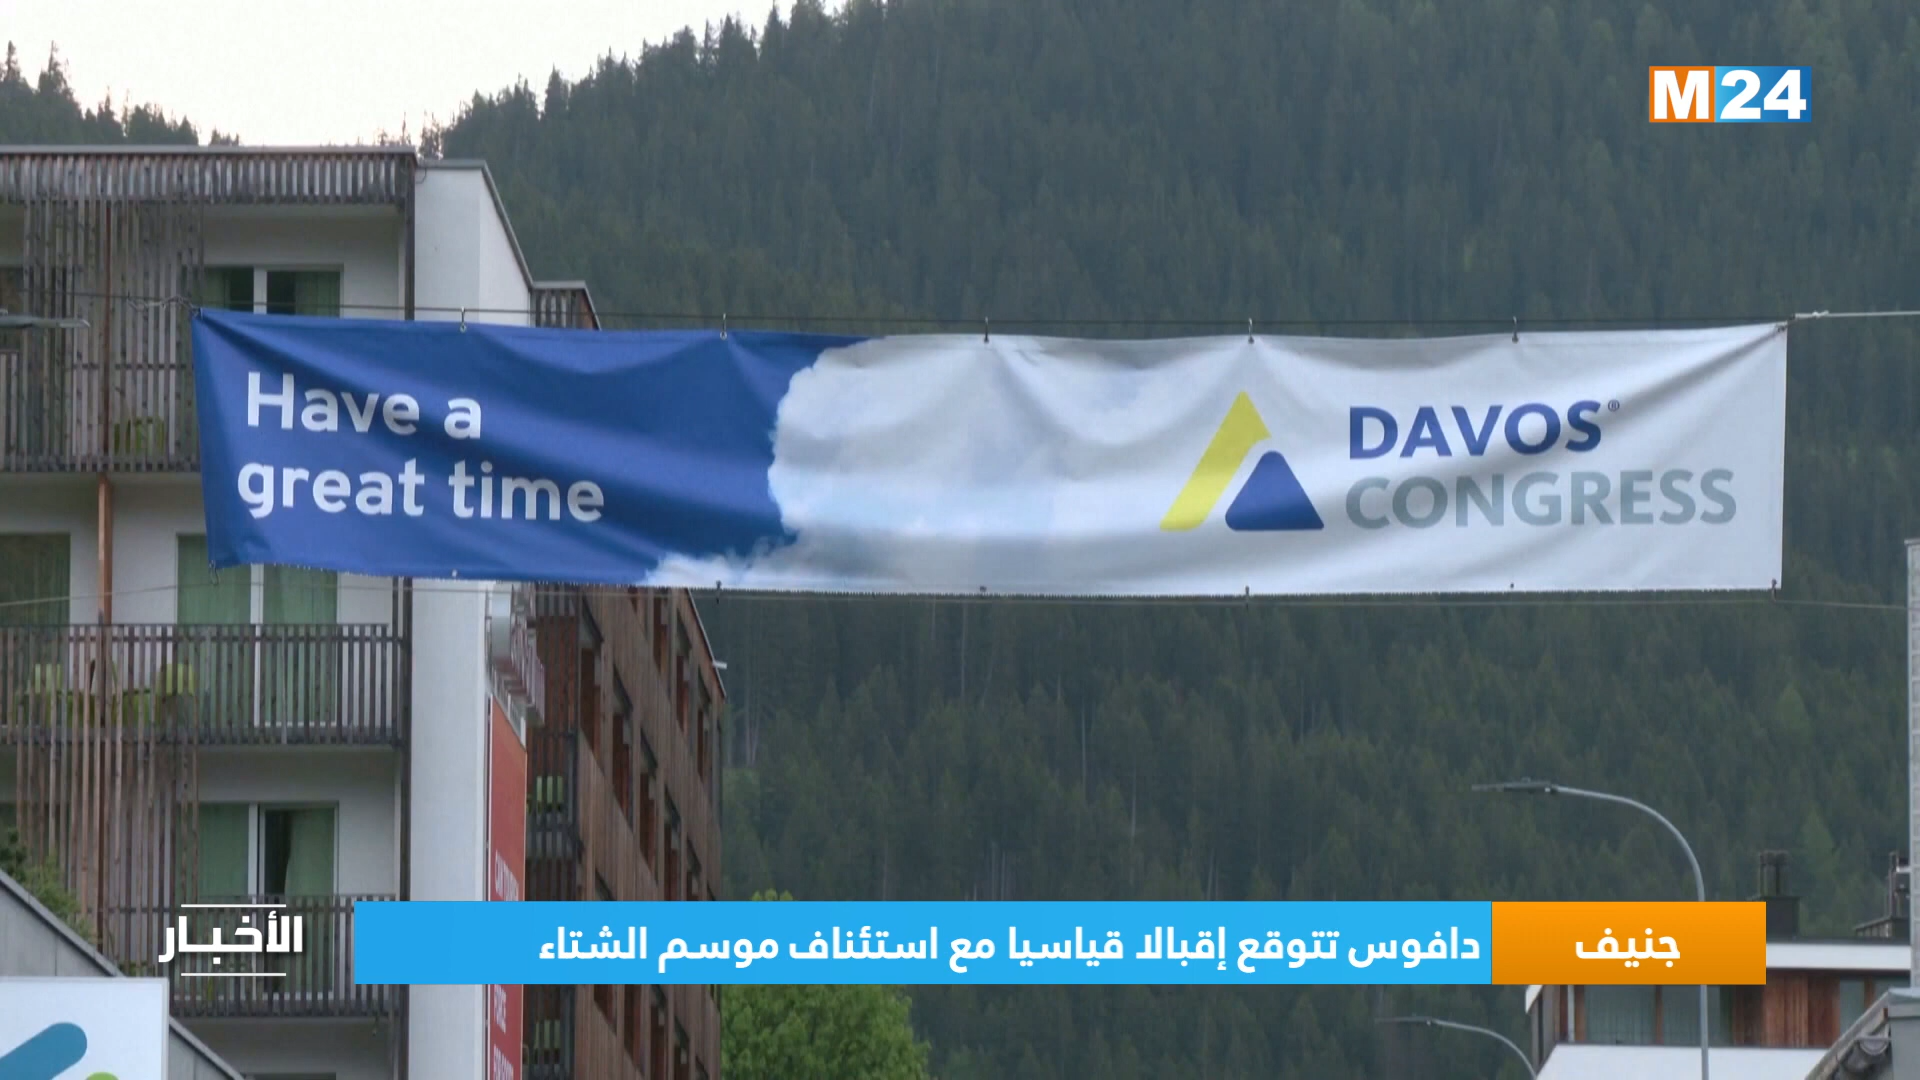 M24
Have a
great time
DAVOS®
CONGRESS
جنيف
دافوس تتوقع إقبالا قياسيا مع استئناف موسم الشتاء
الأخبار